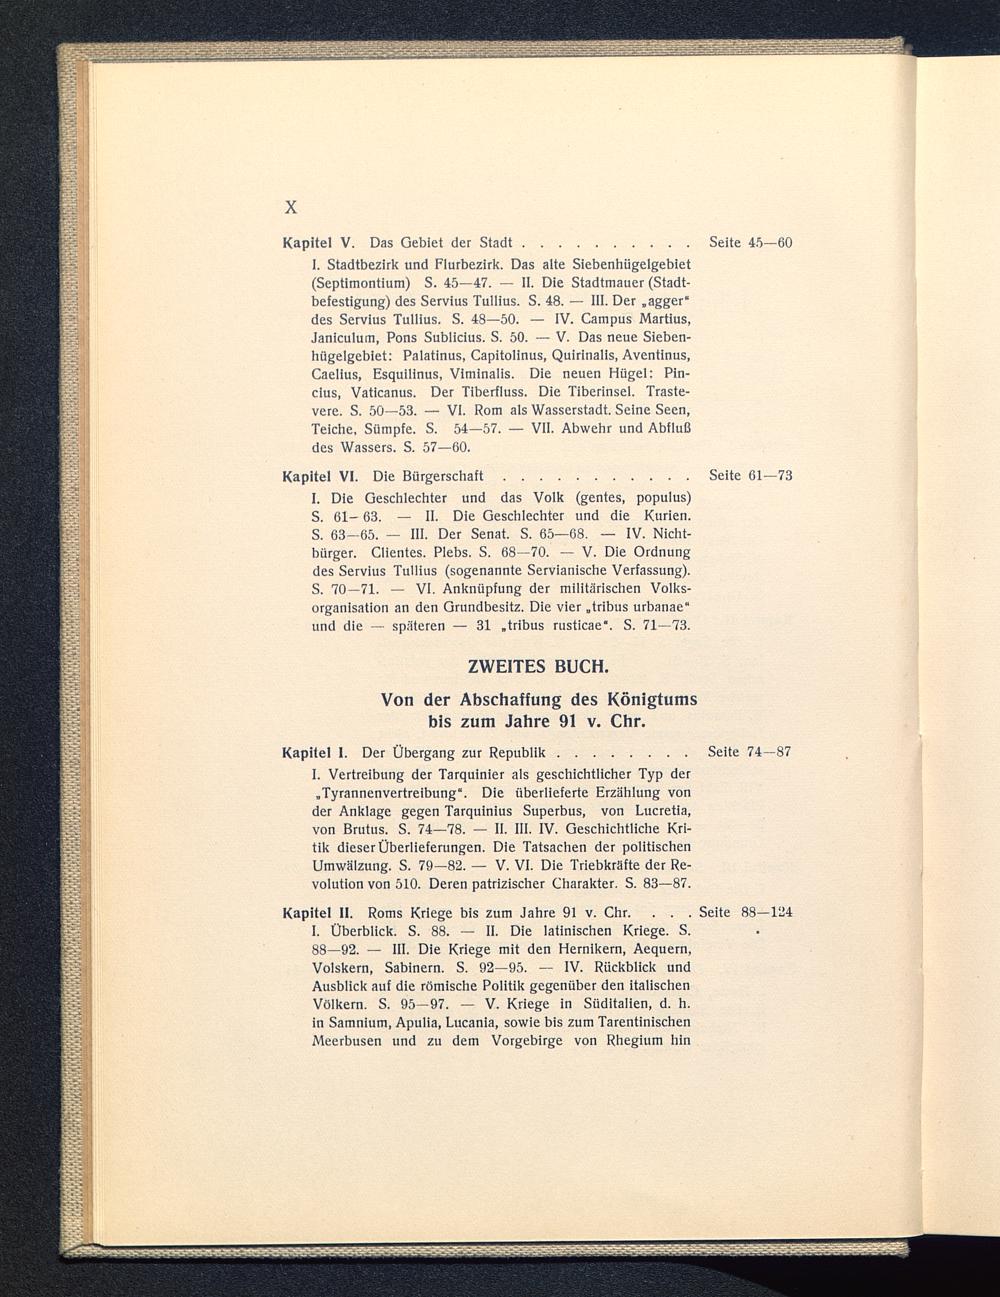 X
Kapitel V. Das Gebiet der Stadt . . . . . . . . . . Seite 45—60
I. Stadtbezirk und Flurbezirk. Das alte Siebenhügelgebiet
(Septimontium) S. 45—47. — II. Die Stadtmauer (Stadt-
befestigung) des Servius Tullius. S. 48. — III. Der „agger“
des Servius Tullius. S. 48—50. — IV. Campus Martius,
Janiculum, Pons Sublicius. S. 50. — V. Das neue Sieben-
hügelgebiet: Palatinus, Capitolinus, Quirinalis, Aventinus,
Caelius, Esquilinus, Viminalis. Die neuen Hügel: Pin-
cius, Vaticanus. Der Tiberfluss. Die Tiberinsel. Traste-
vere. S. 50—53. — VI. Rom als Wasserstadt. Seine Seen,
Teiche, Sümpfe. S. 54—57. — VII. Abwehr und Abfluß
des Wassers. S. 57—60.
Kapitel VI. Die Bürgerschaft . . . . . . . . . . . Seite 61—73
I. Die Geschlechter und das Volk (gentes, populus)
S. 61–63. — II. Die Geschlechter und die Kurien.
S. 63—65. — III. Der Senat. S. 65—68. — IV. Nicht-
bürger. Clientes. Plebs. S. 68—70. — V. Die Ordnung
des Servius Tullius (sogenannte Servianische Verfassung).
S. 70—71. — VI. Anknüpfung der militärischen Volks-
organisation an den Grundbesitz. Die vier „tribus urbanae“
und die — späteren — 31 „tribus rusticae“. S. 71—73.
ZWEITES BUCH.
Von der Abschaffung des Königtums
bis zum Jahre 91 v. Chr.
Kapitel I. Der Übergang zur Republik . . . . . . . . Seite 74—87
I. Vertreibung der Tarquinier als geschichtlicher Typ der
„Tyrannenvertreibung“. Die überlieferte Erzählung von
der Anklage gegen Tarquinius Superbus, von Lucretia,
von Brutus. S. 74—78. — II. III. IV. Geschichtliche Kri-
tik dieser Überlieferungen. Die Tatsachen der politischen
Umwälzung. S. 79—82. — V. VI. Die Triebkräfte der Re-
volution von 510. Deren patrizischer Charakter. S. 83—87.
Kapitel II. Roms Kriege bis zum Jahre 91 v. Chr. . . . Seite 88—124
I. Überblick. S. 88. — II. Die latinischen Kriege. S.
88—92. — III. Die Kriege mit den Hernikern, Aequern,
Volskern, Sabinern. S. 92—95. — IV. Rückblick und
Ausblick auf die römische Politik gegenüber den italischen
Völkern. S. 95—97. — V. Kriege in Süditalien, d. h.
in Samnium, Apulia, Lucania, sowie bis zum Tarentinischen
Meerbusen und zu dem Vorgebirge von Rhegium hin